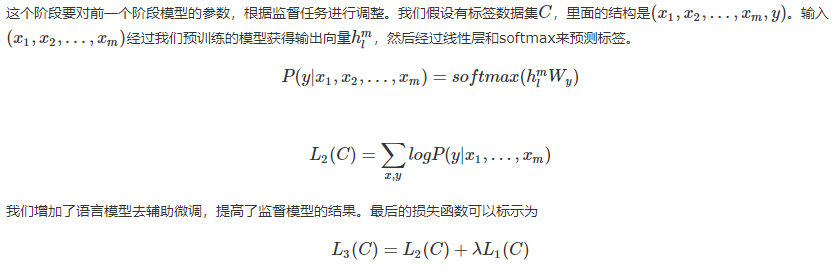 这个阶段要对前一个阶段模型的参数，根据监督任务进行调整。我们假设有标签数据集C，里面的结构是(x_1, x_2, ..., x_m, y)。输入
(x_1, x_2, ..., x_m)经过我们预训练的模型获得输出向量h_l^m，然后经过线性层和softmax来预测标签。
P(y|x_1, x_2, ..., x_m) = softmax(h_l^m W_y)
L_2(C) = ∑_{x,y} logP(y|x_1, ..., x_m)
我们增加了语言模型去辅助微调，提高了监督模型的结果。最后的损失函数可以标示为
L_3(C) = L_2(C) + λL_1(C)